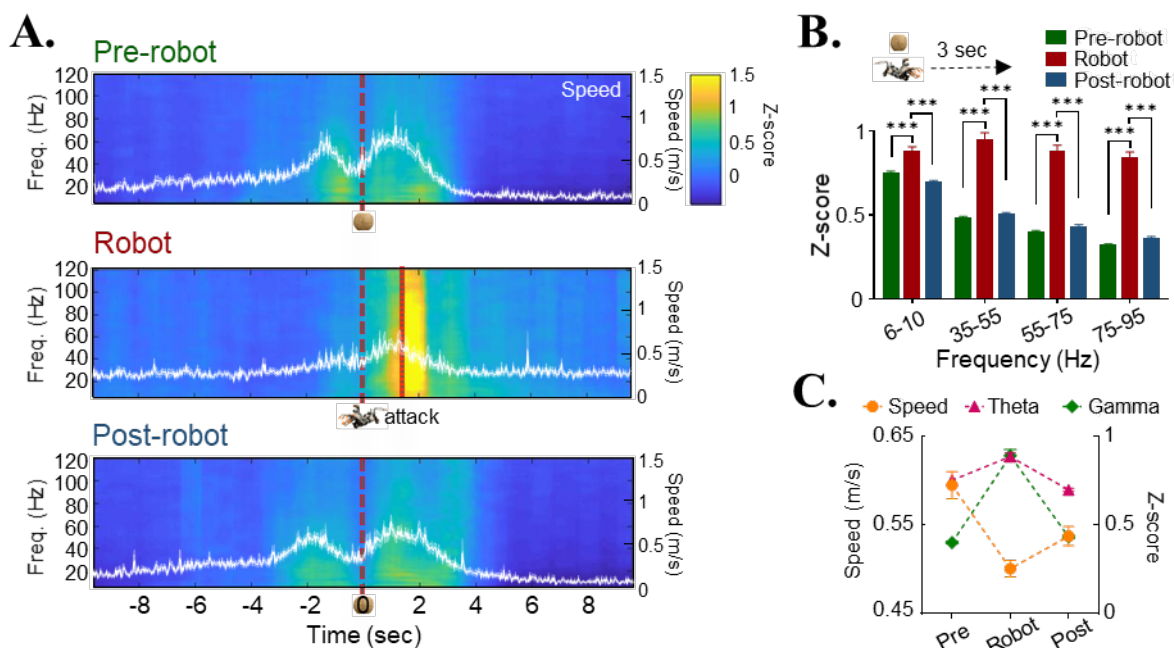 A.
Pre-robot
120
100
80
60
40
20
Freq. (Hz)
Speed
1.5
1
0.5
0
Speed (m/s)
1.5
1
0.5
0
Z-score
Robot
120
100
80
60
40
20
Freq. (Hz)
1.5
1
0.5
0
Speed (m/s)
attack
Post-robot
120
100
80
60
40
20
Freq. (Hz)
1.5
1
0.5
0
Speed (m/s)
-8 -6 -4 -2 0 2 4 6 8
Time (sec)
B.
3 sec
Pre-robot
Robot
Post-robot
*** *** *** *** *** *** *** ***
1
0.5
0
Z-score
6-10 35-55 55-75 75-95
Frequency (Hz)
C.
Speed Theta Gamma
0.65
0.55
0.45
Speed (m/s)
1
0.5
0
Z-score
Pre Robot Post